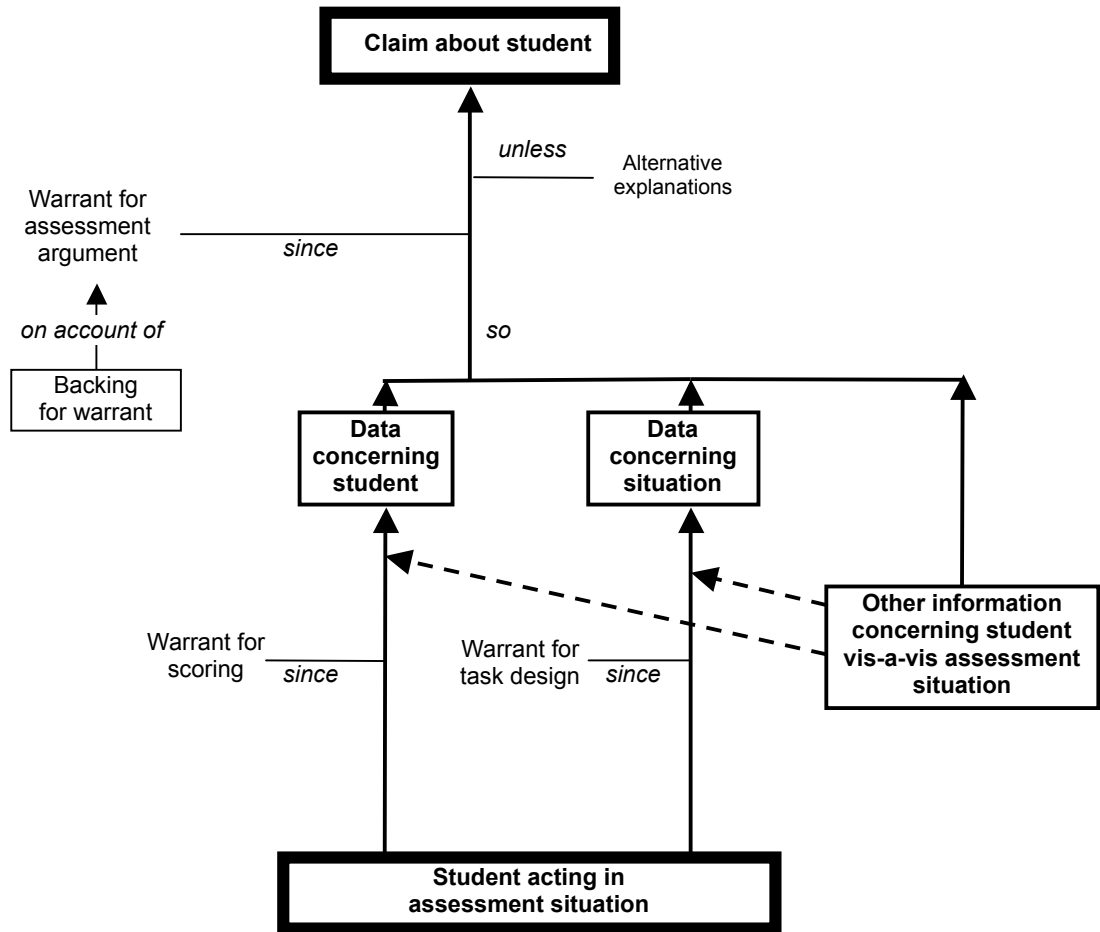 Claim about student
unless
Alternative
explanations
Warrant for
assessment
argument
since
on account of
so
Backing
for warrant
Data
concerning
student
Data
concerning
situation
Other information
concerning student
vis-a-vis assessment
situation
Warrant for
scoring
since
Warrant for
task design
since
Student acting in
assessment situation